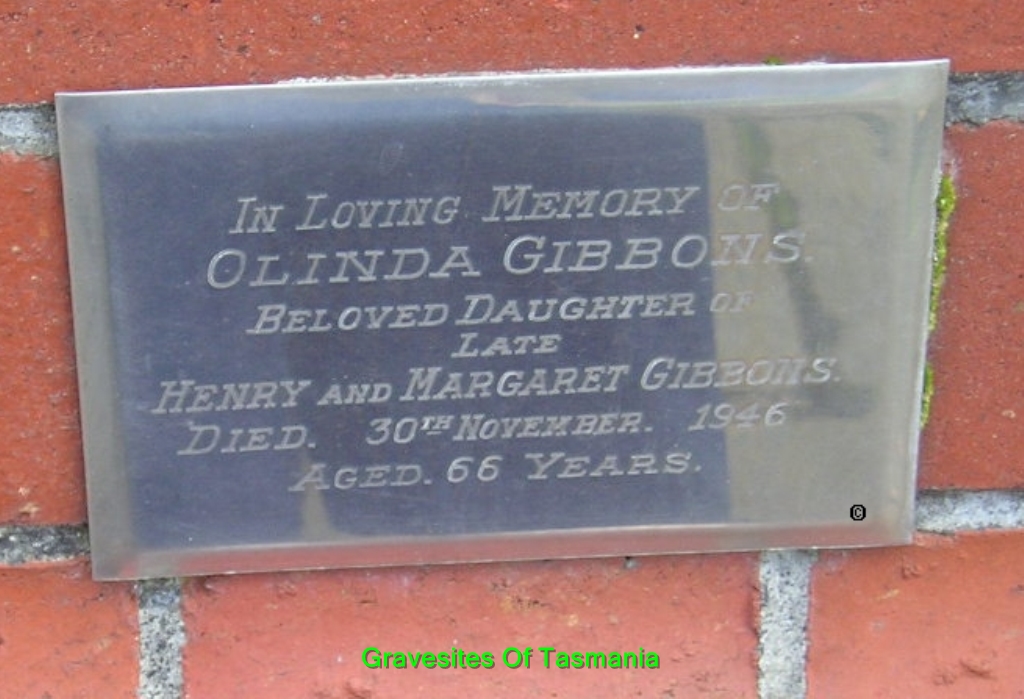 IN LOVING MEMORY OF
OLINDA GIBBONS.
BELOVED DAUGHTER OF
LATE
HENRY AND MARGARET GIBBONS.
DIED. 30TH NOVEMBER. 1946
AGED. 66 YEARS.
©
Gravesites Of Tasmania